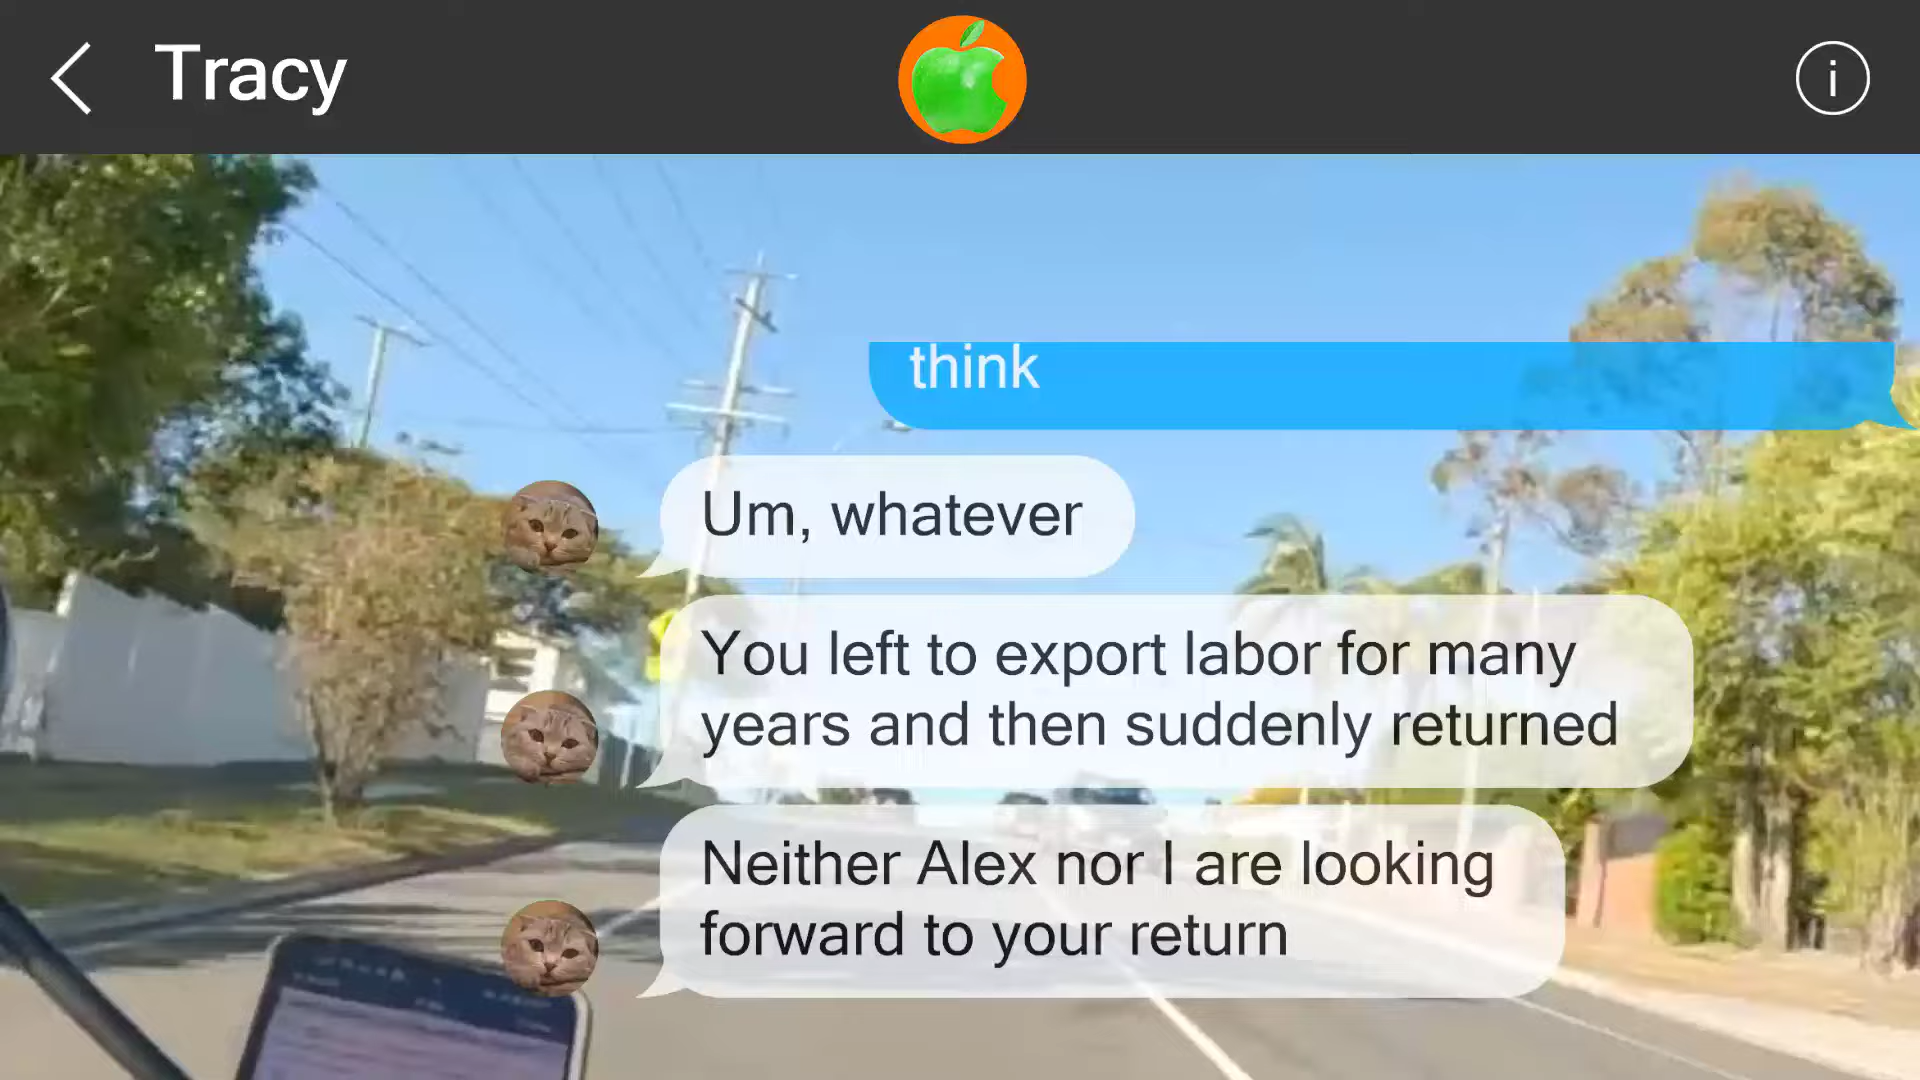 Tracy
think
Um, whatever
You left to export labor for many
years and then suddenly returned
Neither Alex nor I are looking
forward to your return